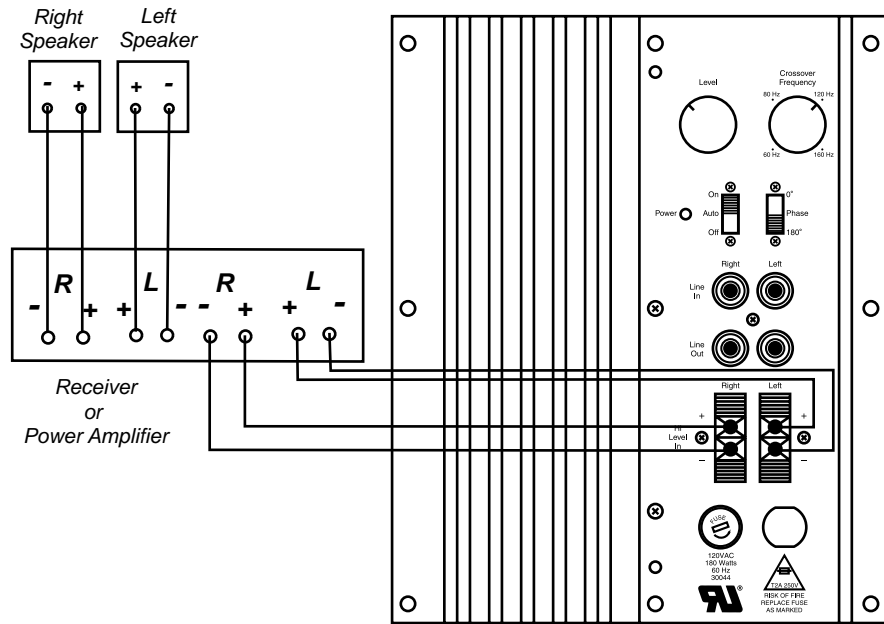 Right
Speaker
Left
Speaker
- +
+ -
R
L
R
L
- +
+ -
- +
+ -
Receiver
or
Power Amplifier
Level
Crossover
Frequency
80 Hz
120 Hz
60 Hz
160 Hz
On
Auto
Off
Power
0°
Phase
180°
Right
Left
Line
In
Line
Out
Right
Left
+
+
Hi
Level
In
–
–
FUSE
120VAC
180 Watts
60 Hz
30044
T2A 250V
RISK OF FIRE
REPLACE FUSE
AS MARKED
®